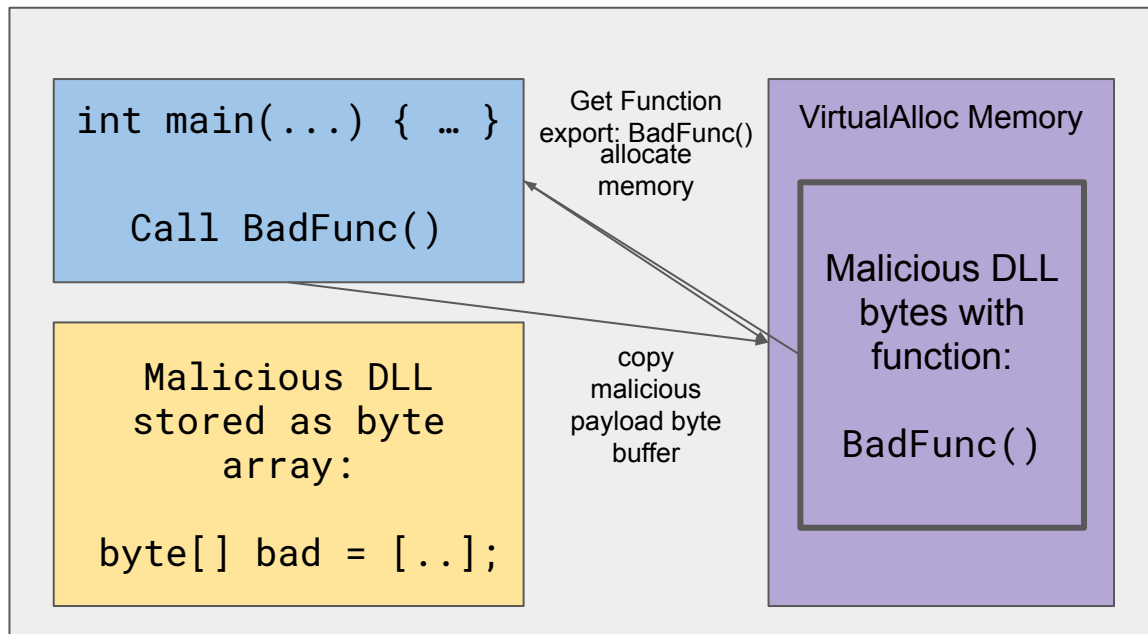 int main(...) { … }
Call BadFunc()
Get Function
export: BadFunc()
allocate
memory
VirtualAlloc Memory
Malicious DLL
bytes with
function:
BadFunc()
Malicious DLL
stored as byte
array:
byte[] bad = [..];
copy
malicious
payload byte
buffer